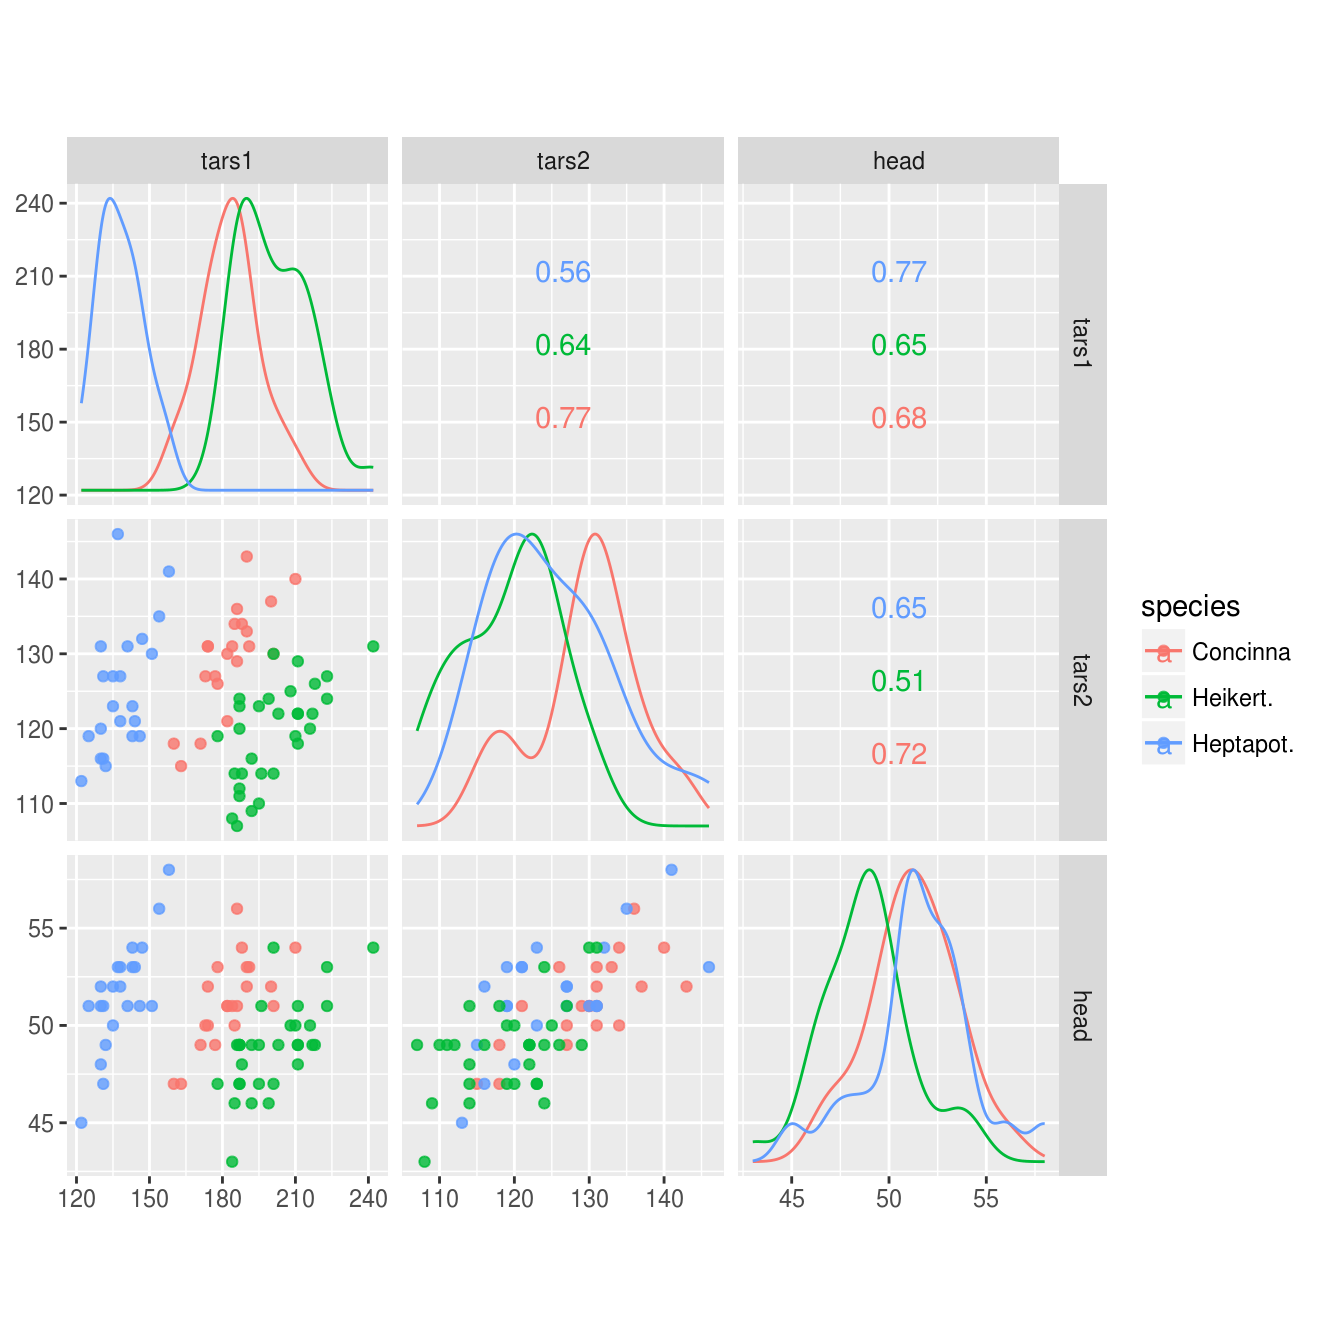 tars1 tars2 head
240
210
180
150
120
0.56 0.77
0.64 0.65
0.77 0.68
tars1
140
130
120
110
0.65
0.51
0.72
tars2
55
50
45
head
120 150 180 210 240 110 120 130 140 45 50 55
species
a Concinna
a Heikert.
a Heptapot.